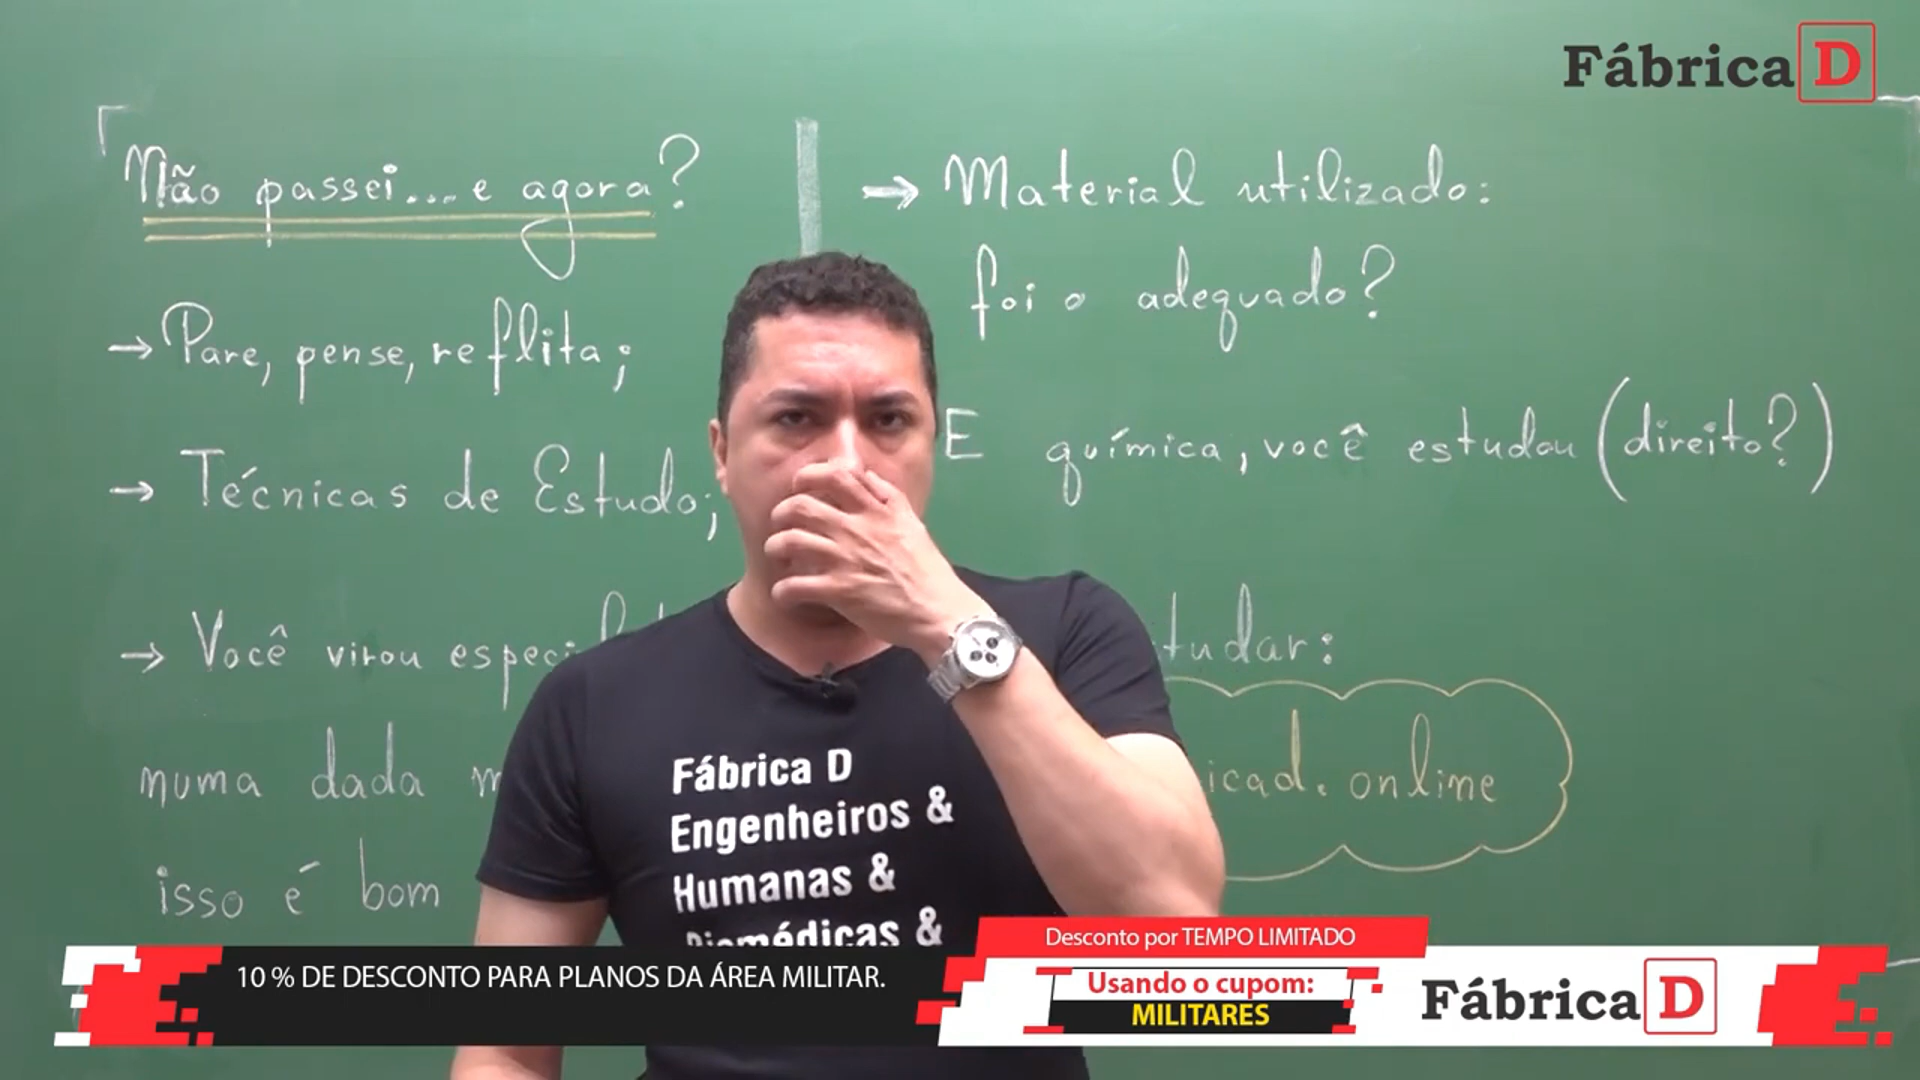 Fábrica D
Não passei... e agora?
→ Pare, pense, reflita;
→ Técnicas de Estudo;
→ Você virou
numa dada
isso é bom
→ Material utilizado:
foi o adequado?
E química, você estudou (direito?)
tudar:
icad. online
Fábrica D
Engenheiros &
Humanas &
Biomédicas &
10 % DE DESCONTO PARA PLANOS DA ÁREA MILITAR.
Desconto por TEMPO LIMITADO
Usando o cupom:
MILITARES
Fábrica D